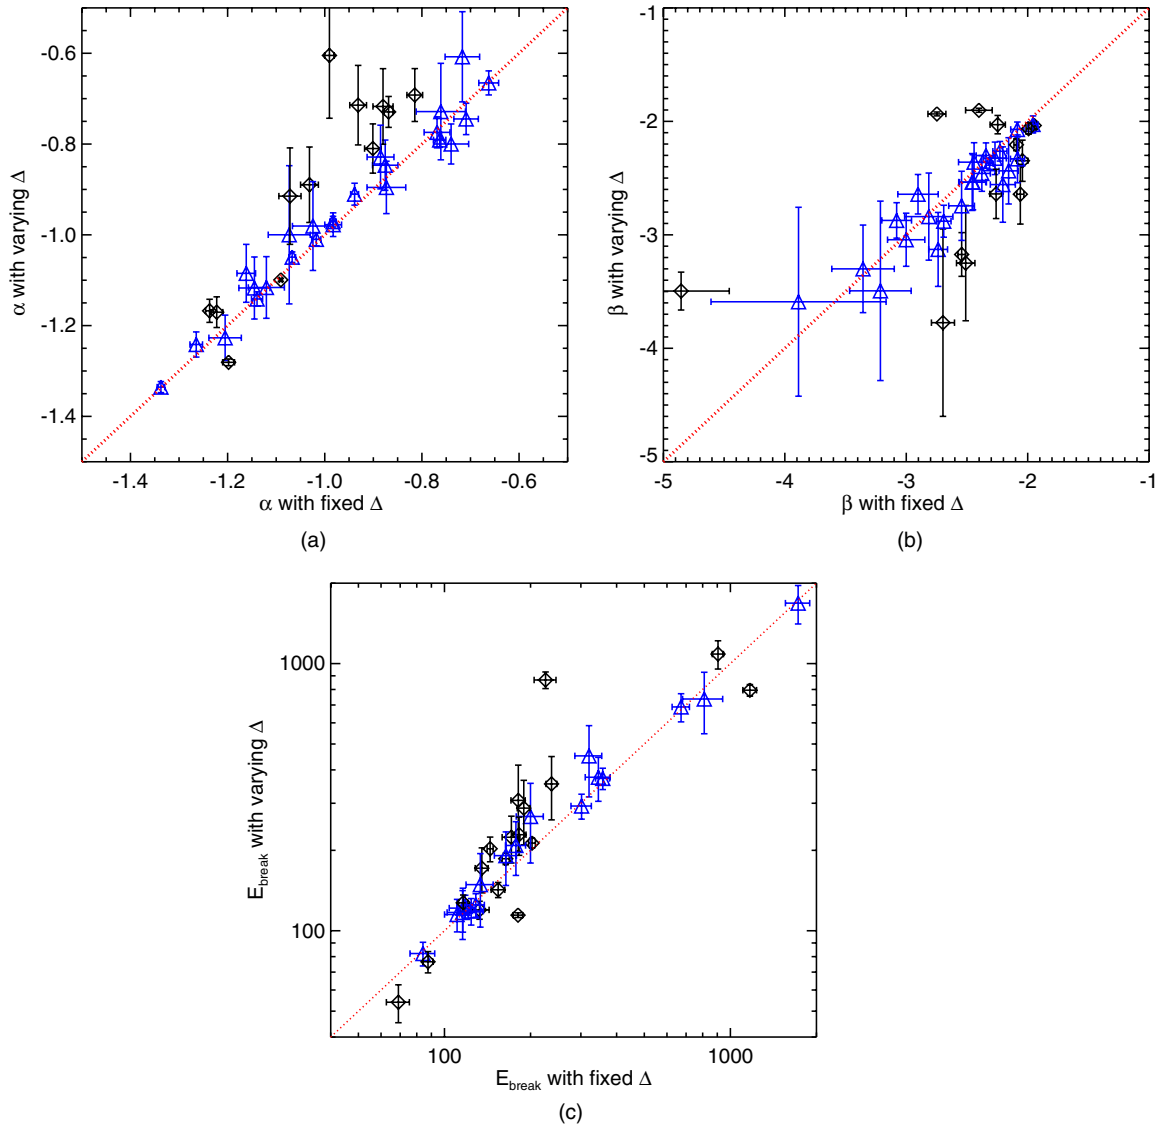 -0.6
-0.8
-1.0
-1.2
-1.4
α with varying Δ
-1.4 -1.2 -1.0 -0.8 -0.6
α with fixed Δ
(a)
-1
-2
-3
-4
-5
β with varying Δ
-5 -4 -3 -2 -1
β with fixed Δ
(b)
1000
100
E_break with varying Δ
100 1000
E_break with fixed Δ
(c)